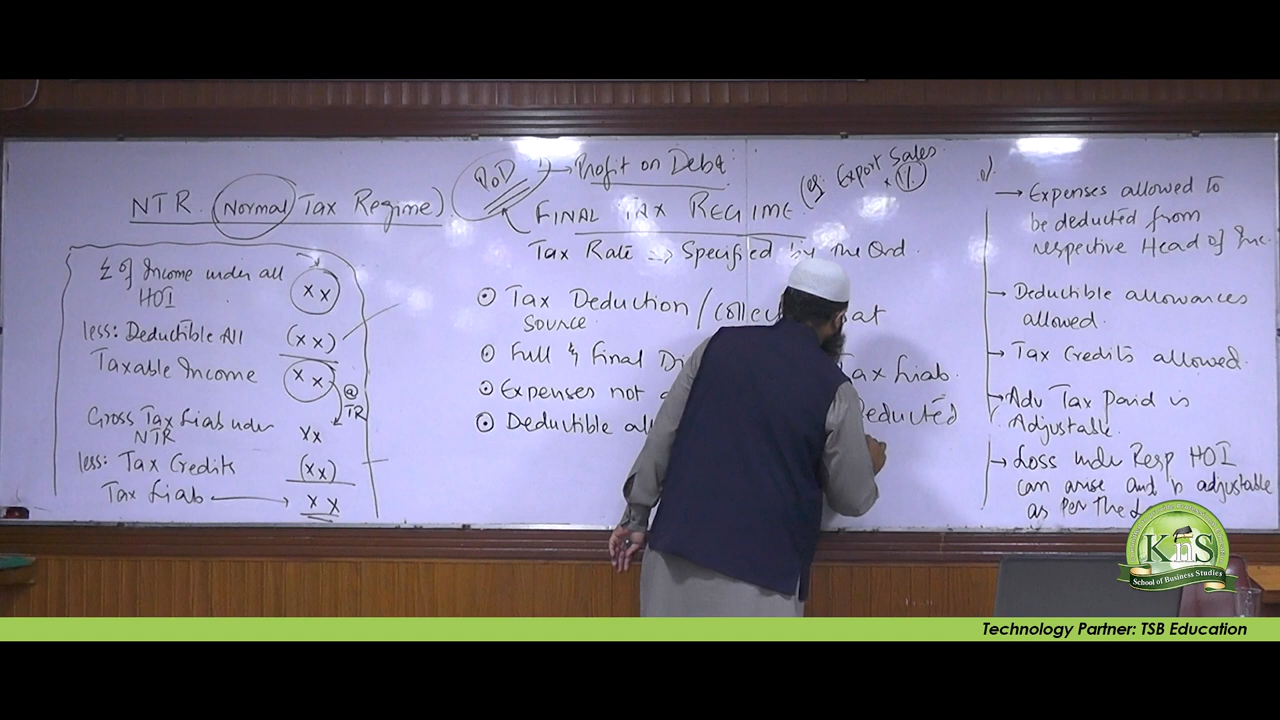 NTR (Normal Tax Regime)
Σ of Income under all
HOI
xx
less: Deductible All (xx)
Taxable Income xx
@
TR
Gross Tax Liab under
NTR
xx
less: Tax Credits (xx)
Tax Liab → xx
PoD → Profit on Debt
(eg: Export Sales
x 1%)
FINAL TAX REGIME
Tax Rate => Specified by the Ord.
Tax Deduction / at
Source
Full & Final Tax Liab.
Expenses not
Deductible Deducted
→ Expenses allowed to
be deducted from
respective Head of Inc.
→ Deductible allowances
allowed.
→ Tax Credits allowed.
→ Adv Tax paid is
Adjustable.
→ Loss under Resp HOI
can arise and is adjustable
as per the
KnS
School of Business Studies
Technology Partner: TSB Education